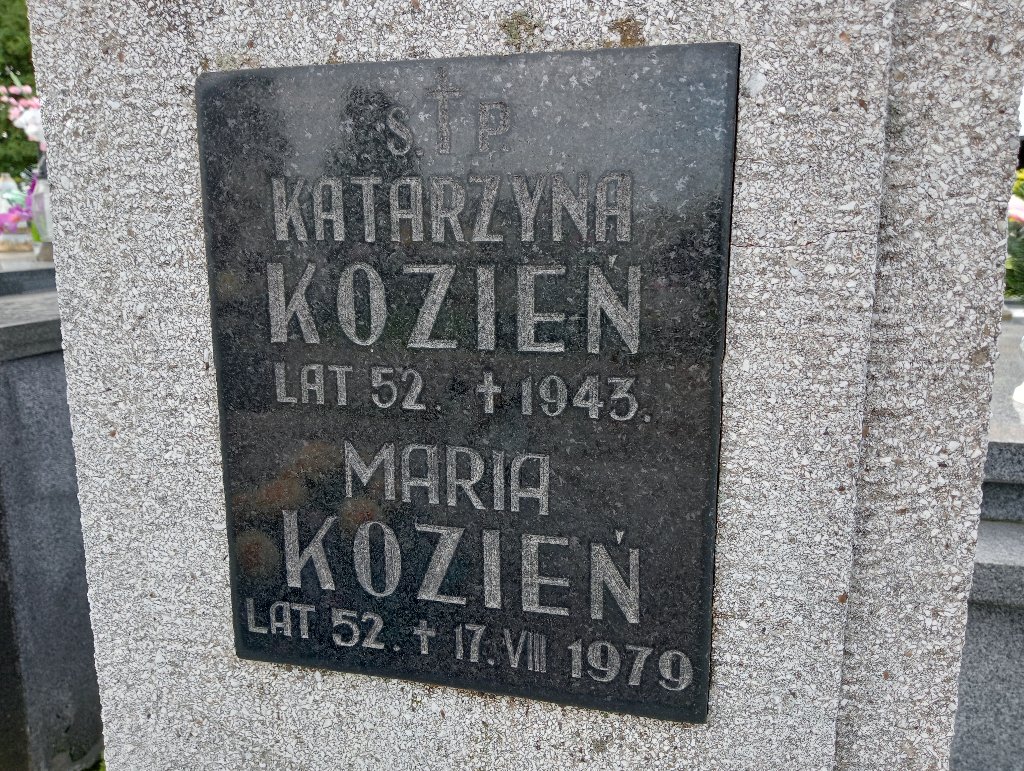 S.†P.
KATARZYNA
KOZIEŃ
LAT 52. † 1943.
MARIA
KOZIEŃ
LAT 52. † 17. VIII 1979